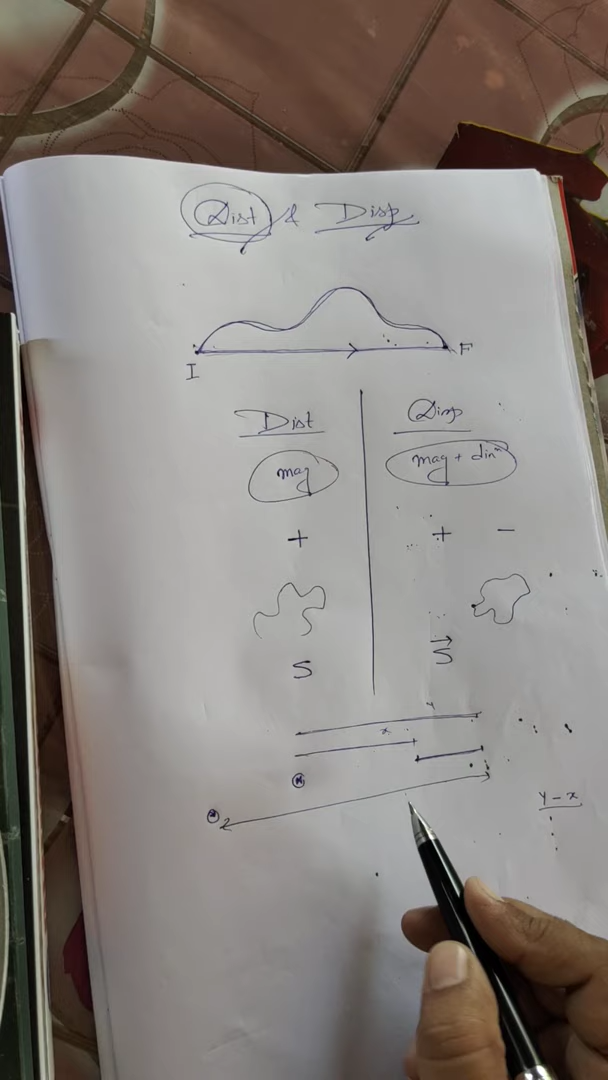 Dist & Disp
I F
Dist Disp
mag mag + dirⁿ
+ + -
S S⃗
Y
x
Y - x